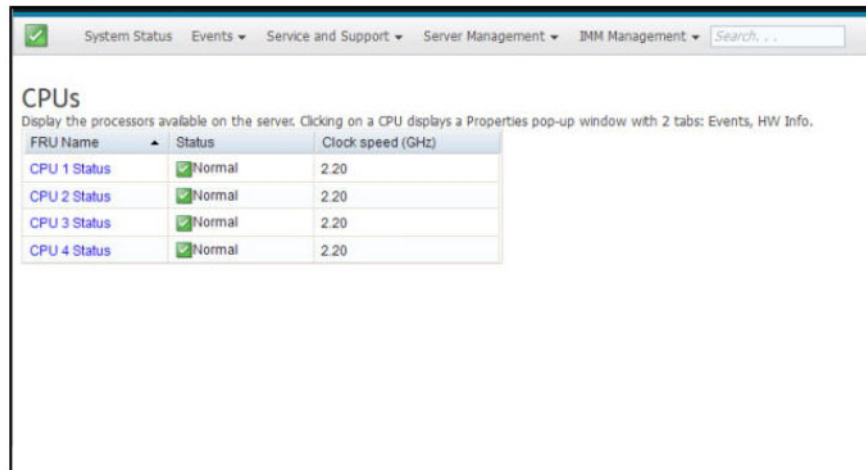 System Status Events Service and Support Server Management IMM Management Search. . .
CPUs
Display the processors available on the server. Clicking on a CPU displays a Properties pop-up window with 2 tabs: Events, HW Info.
FRU Name Status Clock speed (GHz)
CPU 1 Status Normal 2.20
CPU 2 Status Normal 2.20
CPU 3 Status Normal 2.20
CPU 4 Status Normal 2.20